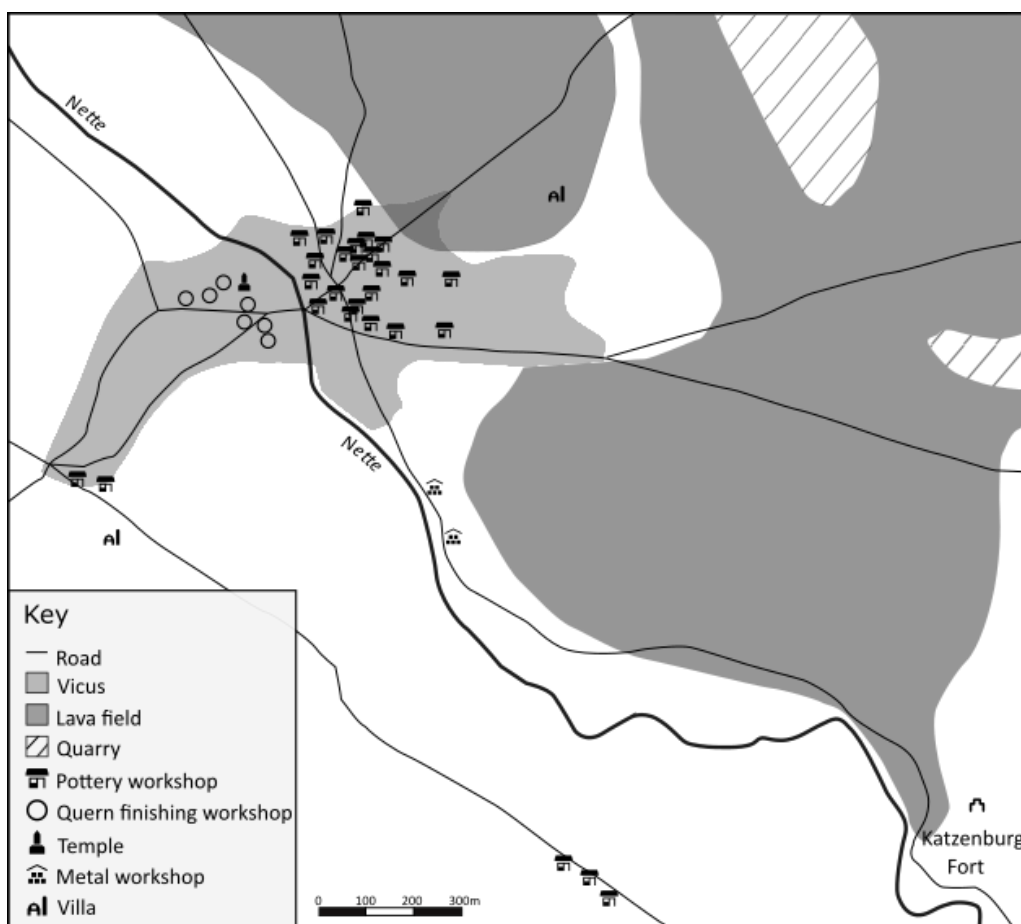 Nette
Nette
Key
Road
Vicus
Lava field
Quarry
Pottery workshop
Quern finishing workshop
Temple
Metal workshop
Villa
0 100 200 300m
Katzenburg
Fort